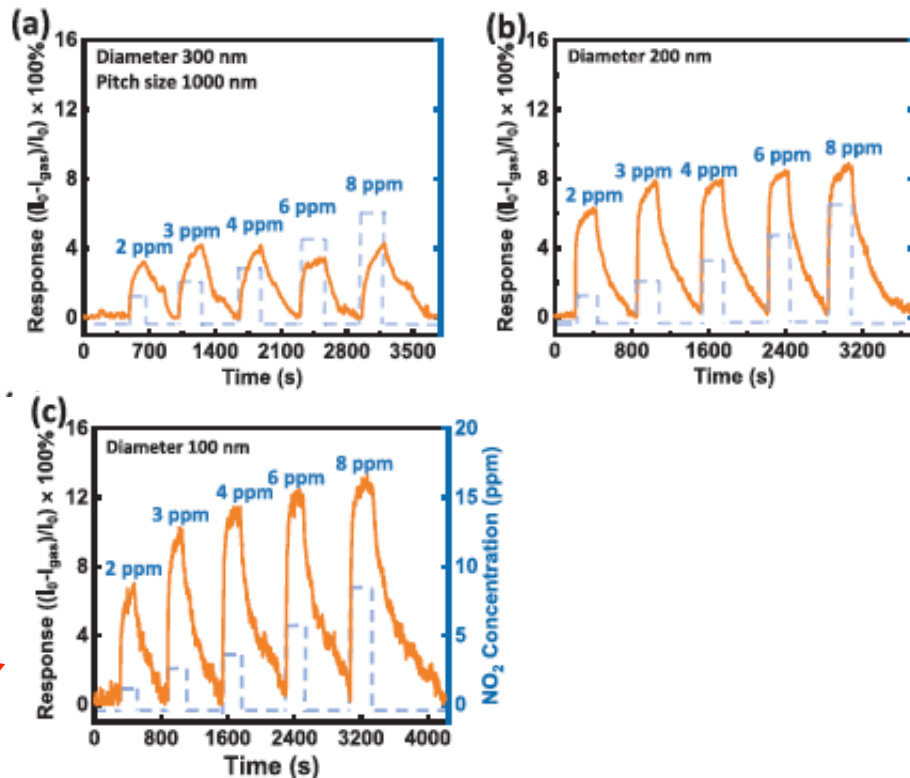 (a)
16
12
8
4
0
Response ((I₀-I_gas)/I₀) × 100%
Diameter 300 nm
Pitch size 1000 nm
2 ppm
3 ppm
4 ppm
6 ppm
8 ppm
0 700 1400 2100 2800 3500
Time (s)
(b)
16
12
8
4
0
Response ((I₀-I_gas)/I₀) × 100%
Diameter 200 nm
2 ppm
3 ppm
4 ppm
6 ppm
8 ppm
0 800 1600 2400 3200
Time (s)
(c)
16
12
8
4
0
Response ((I₀-I_gas)/I₀) × 100%
Diameter 100 nm
2 ppm
3 ppm
4 ppm
6 ppm
8 ppm
20
15
10
5
0
NO₂ Concentration (ppm)
0 800 1600 2400 3200 4000
Time (s)